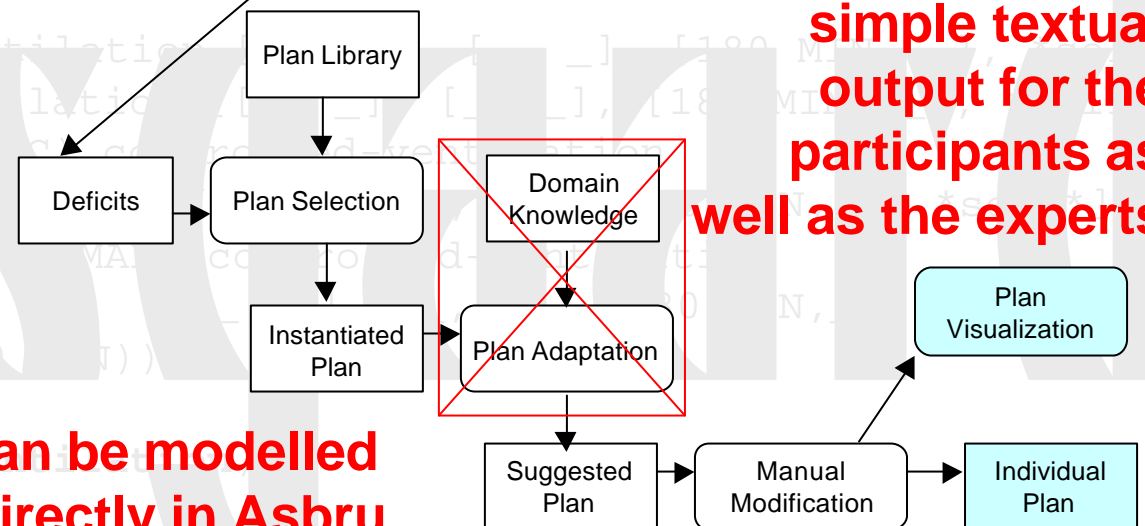 simple textual
output for the
participants as
well as the experts
Plan Library
Deficits
Plan Selection
Domain
Knowledge
Instantiated
Plan
Plan Adaptation
Plan
Visualization
an be modelled
irectly in Asbru
Suggested
Plan
Manual
Modification
Individual
Plan